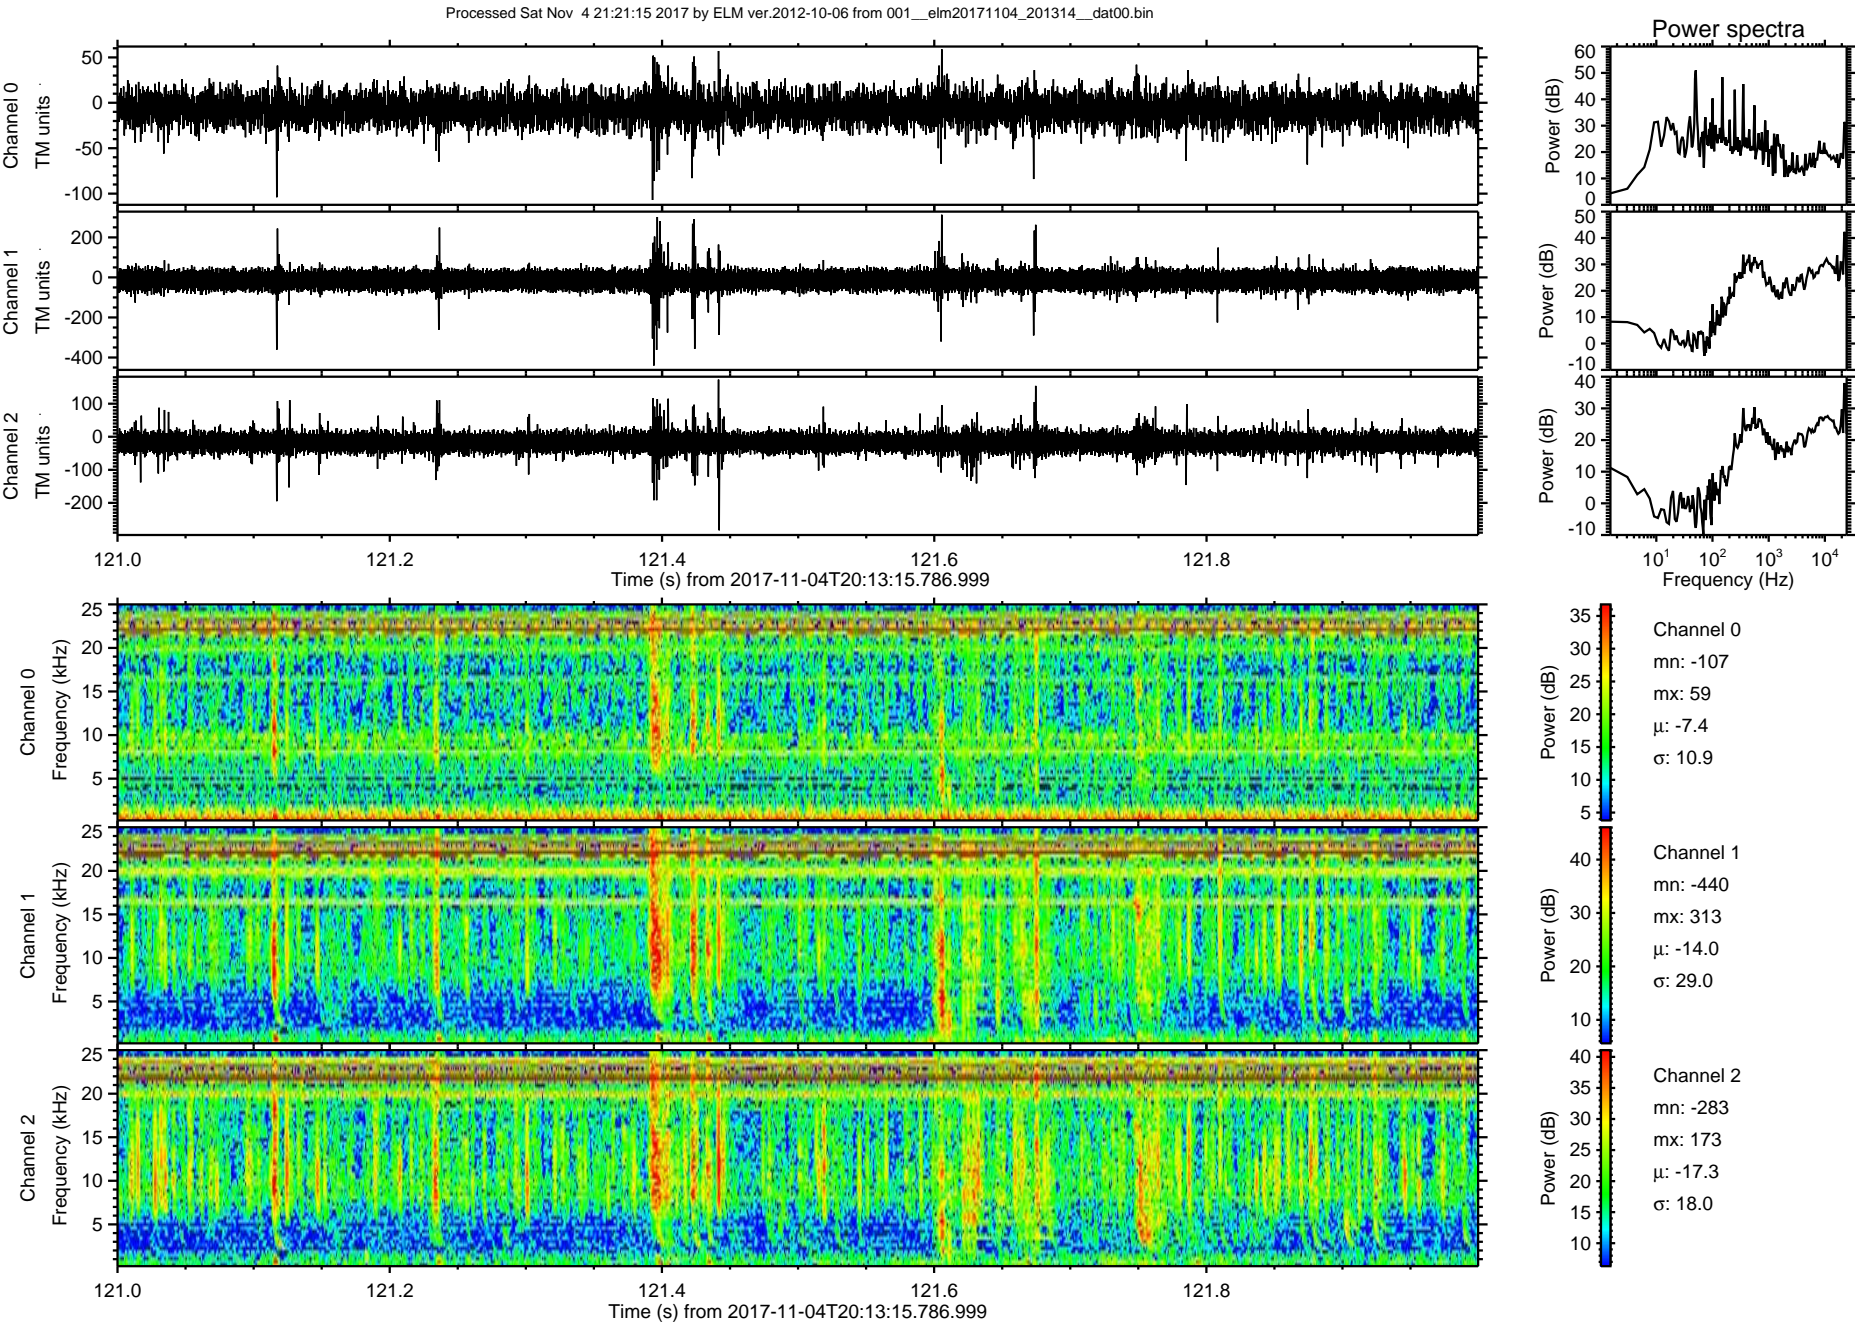 Processed Sat Nov  4 21:21:15 2017 by ELM ver.2012-10-06 from 001__elm20171104_201314__dat00.bin
Power spectra
Channel 0
TM units
50
0
-50
-100
Power (dB)
60
50
40
30
20
10
0
Channel 1
TM units
200
0
-200
-400
Power (dB)
50
40
30
20
10
0
-10
Channel 2
TM units
100
0
-100
-200
Power (dB)
40
30
20
10
0
-10
121.0 121.2 121.4 121.6 121.8
Time (s) from 2017-11-04T20:13:15.786.999
10¹ 10² 10³ 10⁴
Frequency (Hz)
Channel 0
Frequency (kHz)
25
20
15
10
5
Power (dB)
35
30
25
20
15
10
5
Channel 0
mn: -107
mx: 59
µ: -7.4
σ: 10.9
Channel 1
Frequency (kHz)
25
20
15
10
5
Power (dB)
40
30
20
10
Channel 1
mn: -440
mx: 313
µ: -14.0
σ: 29.0
Channel 2
Frequency (kHz)
25
20
15
10
5
Power (dB)
40
35
30
25
20
15
10
Channel 2
mn: -283
mx: 173
µ: -17.3
σ: 18.0
121.0 121.2 121.4 121.6 121.8
Time (s) from 2017-11-04T20:13:15.786.999